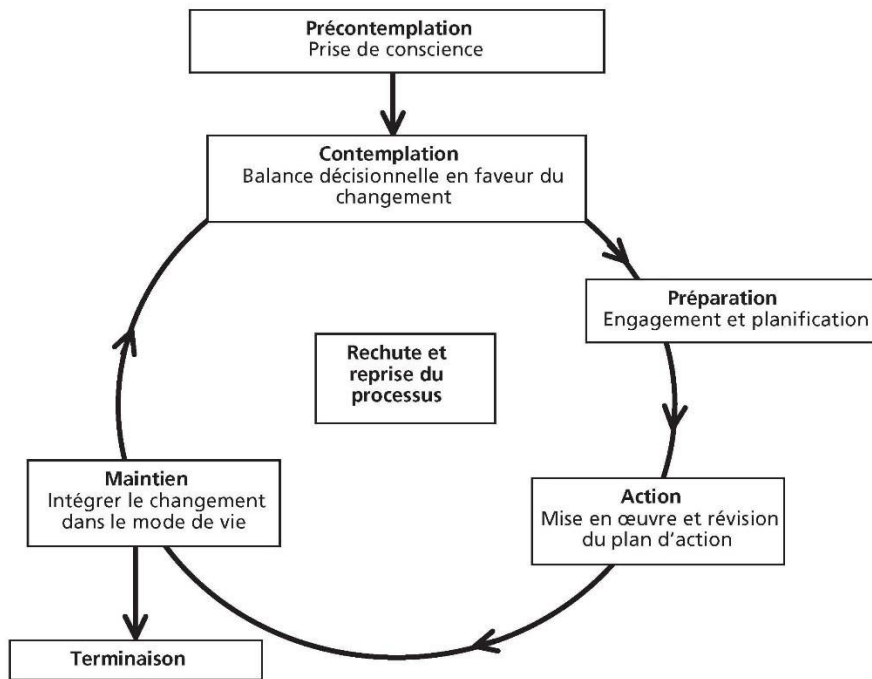 Précontemplation
Prise de conscience
Contemplation
Balance décisionnelle en faveur du
changement
Préparation
Engagement et planification
Rechute et
reprise du
processus
Maintien
Intégrer le changement
dans le mode de vie
Action
Mise en œuvre et révision
du plan d’action
Terminaison